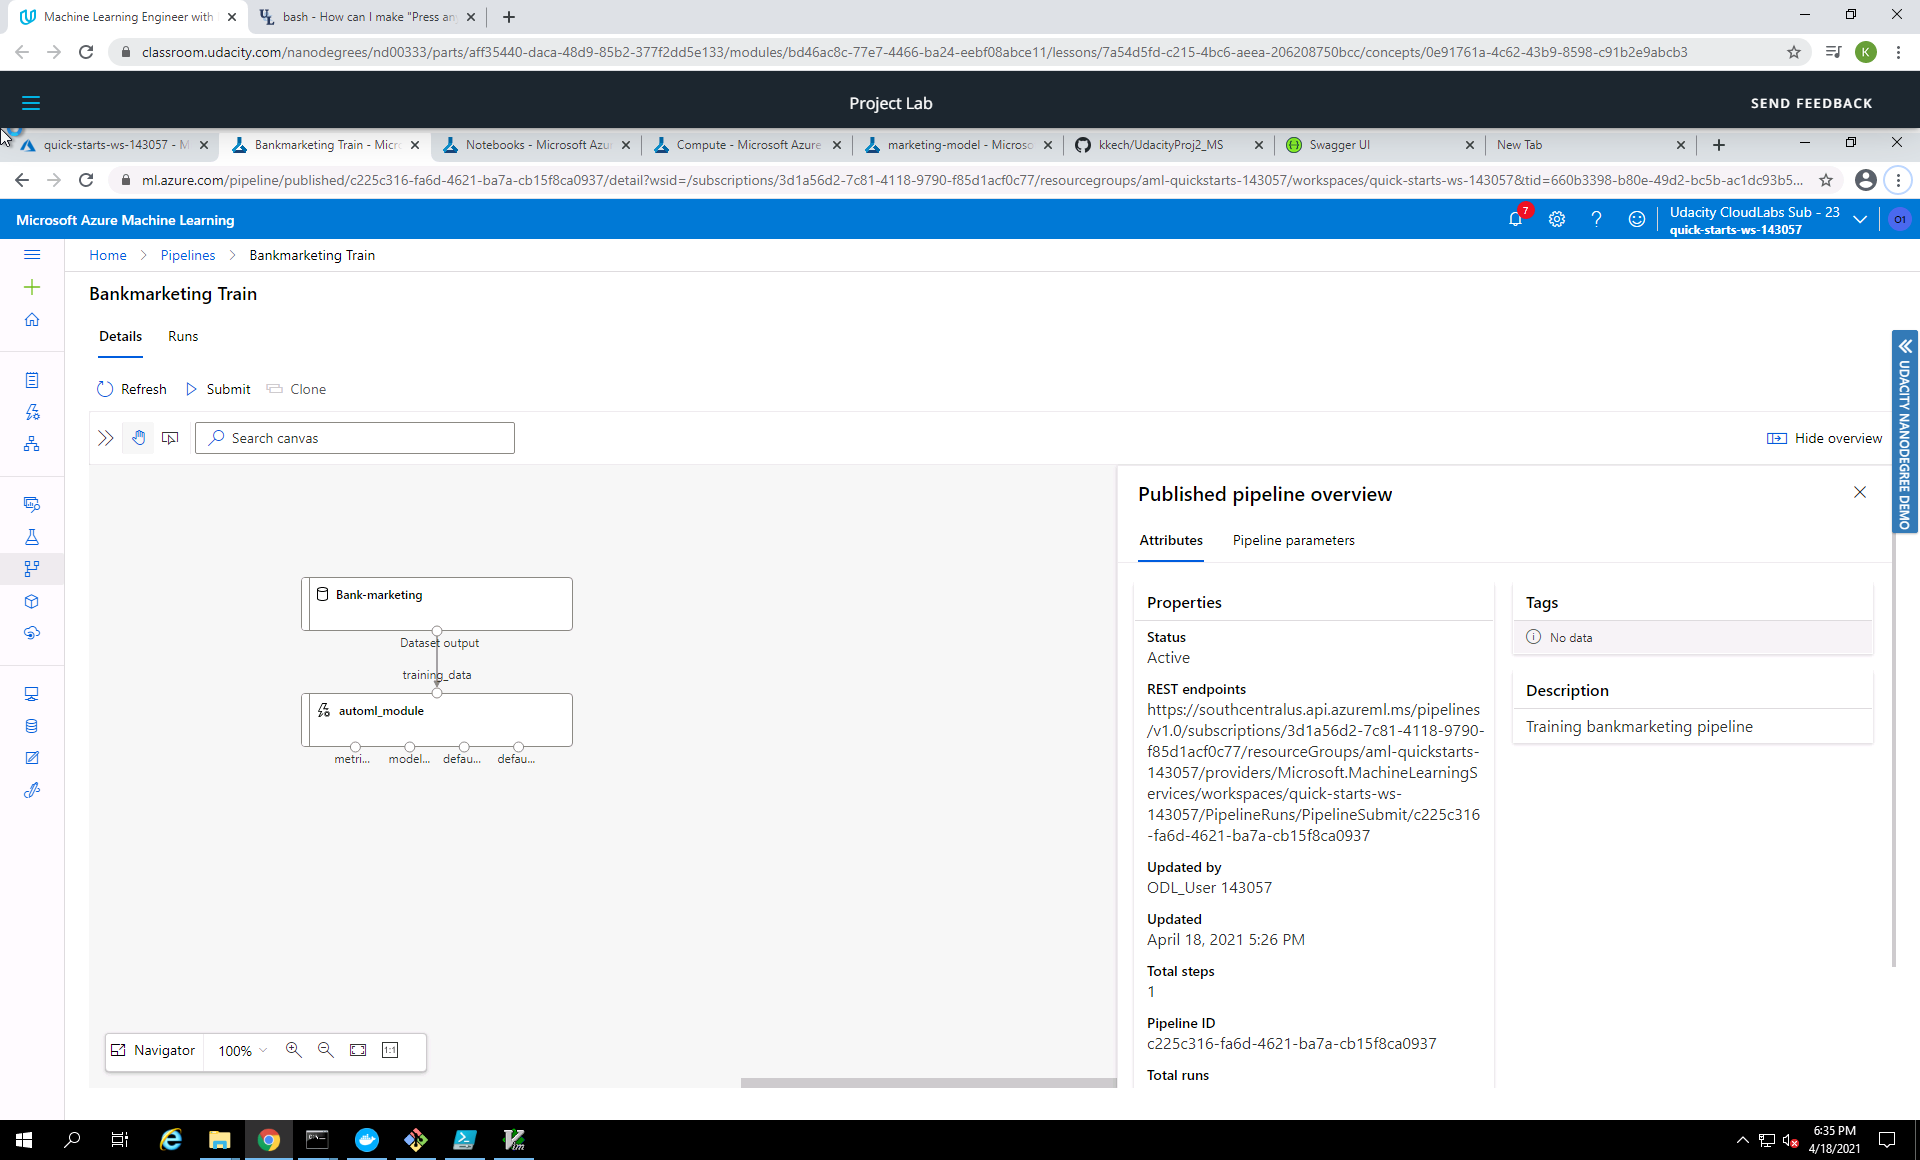 Machine Learning Engineer with
bash - How can I make "Press an
classroom.udacity.com/nanodegrees/nd00333/parts/aff35440-daca-48d9-85b2-377f2dd5e133/modules/bd46ac8c-77e7-4466-ba24-eebf08abce11/lessons/7a54d5fd-c215-4bc6-aeea-206208750bcc/concepts/0e91761a-4c62-43b9-8598-c91b2e9abcb3
K
Project Lab
SEND FEEDBACK
quick-starts-ws-143057 - M
Bankmarketing Train - Micro
Notebooks - Microsoft Azu
Compute - Microsoft Azure
marketing-model - Microso
kkech/UdacityProj2_MS
Swagger UI
New Tab
ml.azure.com/pipeline/published/c225c316-fa6d-4621-ba7a-cb15f8ca0937/detail?wsid=/subscriptions/3d1a56d2-7c81-4118-9790-f85d1acf0c77/resourcegroups/aml-quickstarts-143057/workspaces/quick-starts-ws-143057&tid=660b3398-b80e-49d2-bc5b-ac1dc93b5...
Microsoft Azure Machine Learning
7
Udacity CloudLabs Sub - 23
quick-starts-ws-143057
O1
Home
Pipelines
Bankmarketing Train
Bankmarketing Train
Details
Runs
Refresh
Submit
Clone
Search canvas
Hide overview
UDACITY NANODEGREE DEMO
Bank-marketing
Dataset output
training_data
automl_module
metri...
model...
defau...
defau...
Navigator
100%
1:1
Published pipeline overview
Attributes
Pipeline parameters
Properties
Status
Active
REST endpoints
https://southcentralus.api.azureml.ms/pipelines
/v1.0/subscriptions/3d1a56d2-7c81-4118-9790-
f85d1acf0c77/resourceGroups/aml-quickstarts-
143057/providers/Microsoft.MachineLearningS
ervices/workspaces/quick-starts-ws-
143057/PipelineRuns/PipelineSubmit/c225c316
-fa6d-4621-ba7a-cb15f8ca0937
Updated by
ODL_User 143057
Updated
April 18, 2021 5:26 PM
Total steps
1
Pipeline ID
c225c316-fa6d-4621-ba7a-cb15f8ca0937
Total runs
Tags
No data
Description
Training bankmarketing pipeline
6:35 PM
4/18/2021